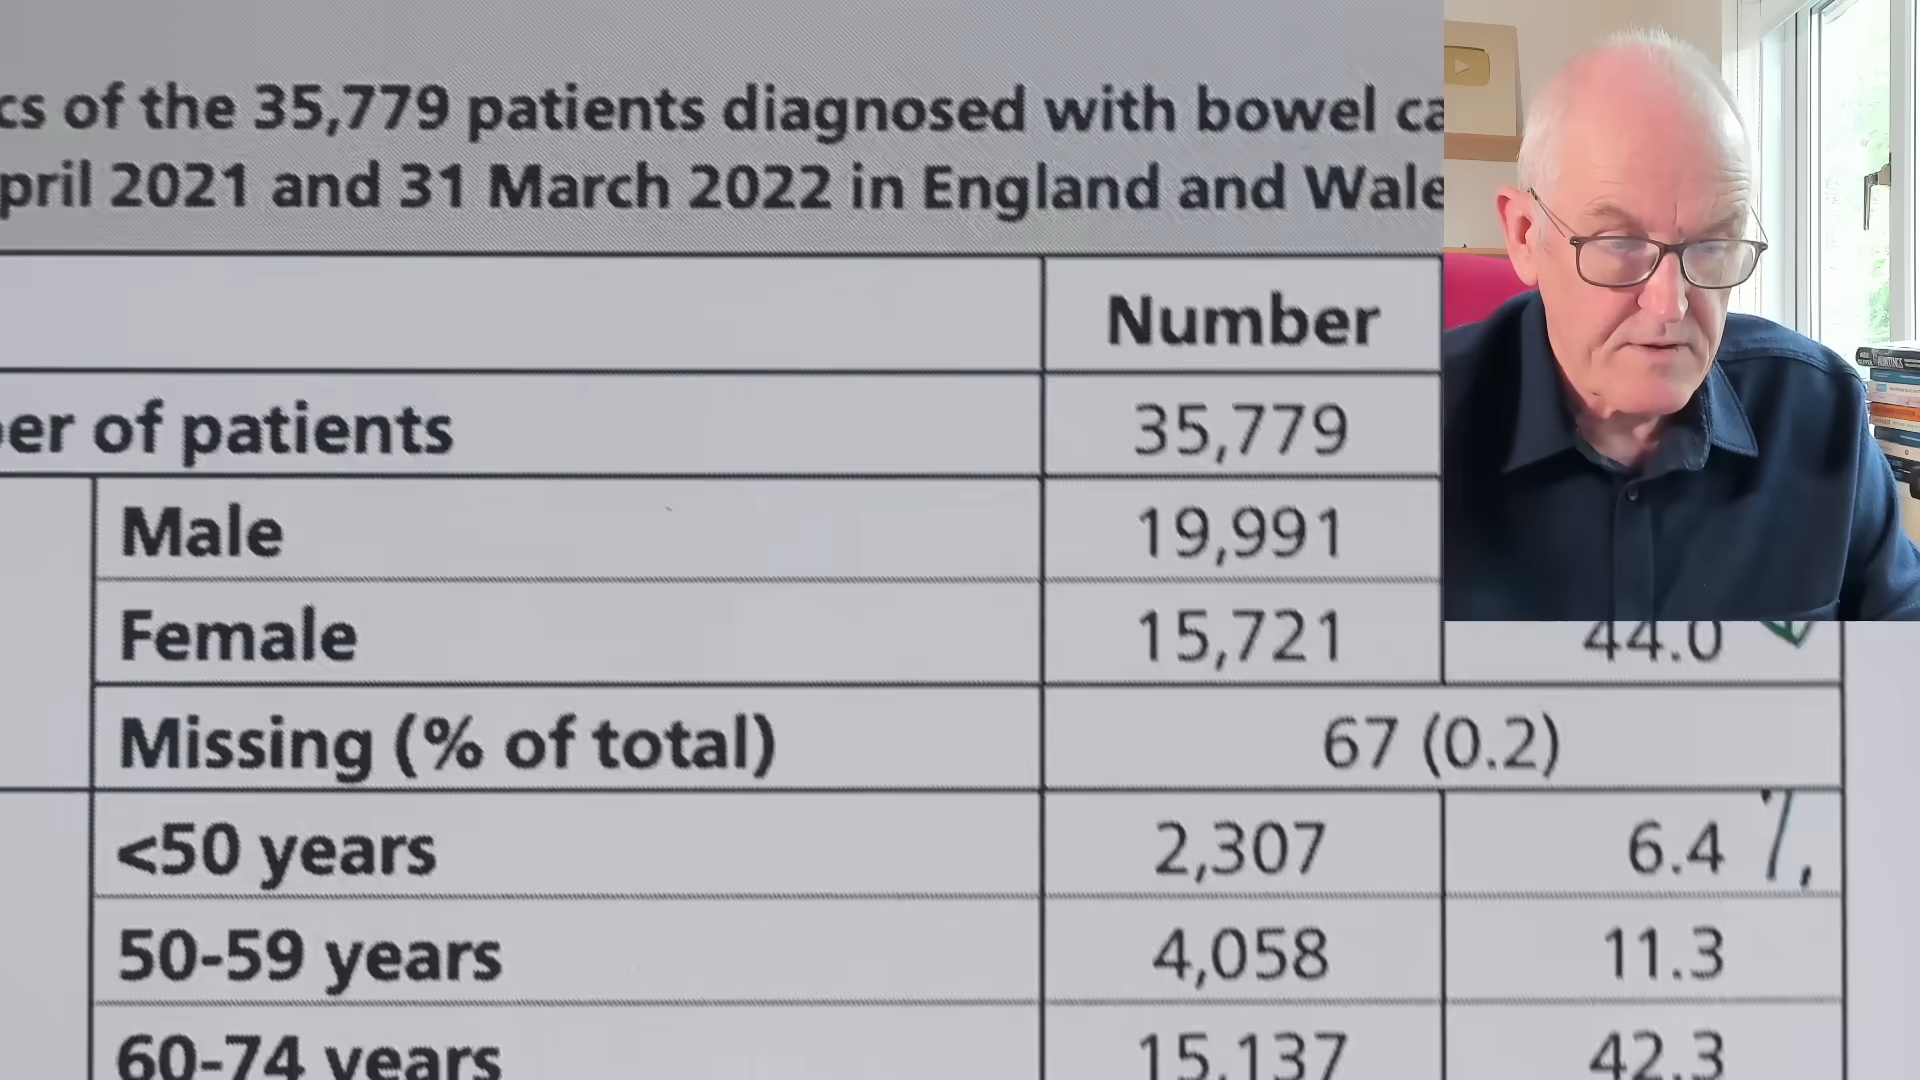 cs of the 35,779 patients diagnosed with bowel ca
pril 2021 and 31 March 2022 in England and Wale
Number
er of patients 35,779
Male 19,991
Female 15,721 44.0
Missing (% of total) 67 (0.2)
<50 years 2,307 6.4 %
50-59 years 4,058 11.3
60-74 years 15,137 42.3